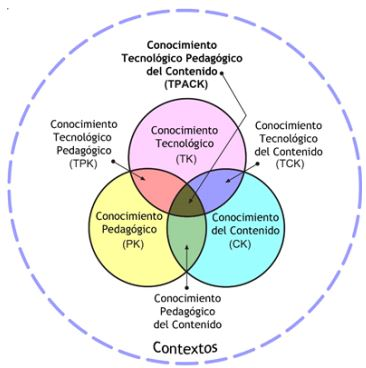 Conocimiento
Tecnológico Pedagógico
del Contenido
(TPACK)
Conocimiento
Tecnológico
Pedagógico
(TPK)
Conocimiento
Tecnológico
(TK)
Conocimiento
Tecnológico
del Contenido
(TCK)
Conocimiento
Pedagógico
(PK)
Conocimiento
del Contenido
(CK)
Conocimiento
Pedagógico
del Contenido
Contextos